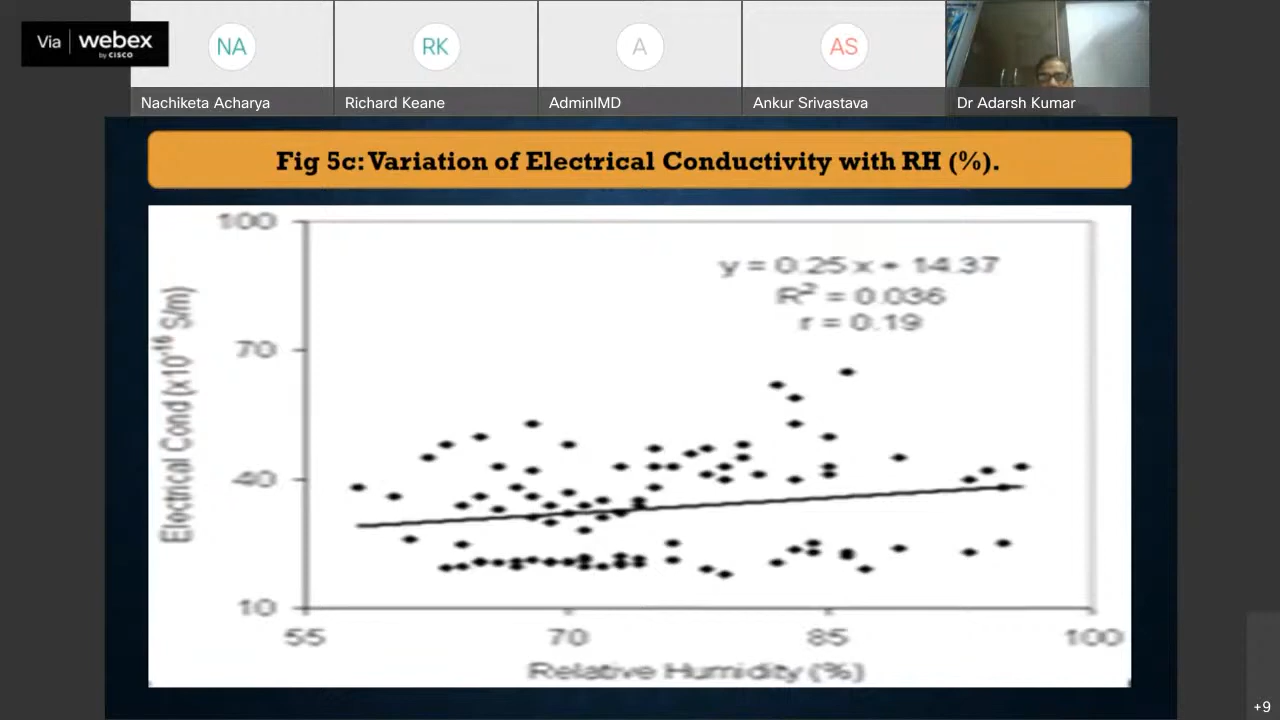 Via webex
by CISCO
NA
RK
A
AS
Nachiketa Acharya
Richard Keane
AdminIMD
Ankur Srivastava
Dr Adarsh Kumar
Fig 5c: Variation of Electrical Conductivity with RH (%).
100
70
40
10
y = 0.25 x + 14.37
R² = 0.036
r = 0.19
Electrical Cond (x10⁻¹⁶ S/m)
55
70
85
100
Relative Humidity (%)
+9